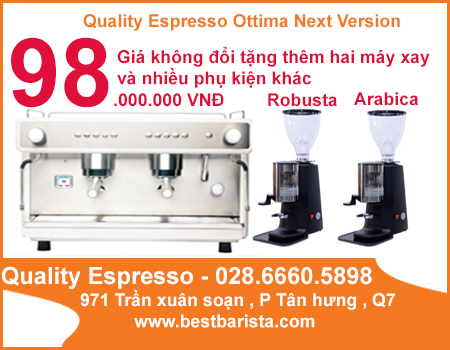 Quality Espresso Ottima Next Version
98
Giá không đổi tặng thêm hai máy xay
và nhiều phụ kiện khác
.000.000 VNĐ
Robusta
Arabica
Quality Espresso - 028.6660.5898
971 Trần xuân soạn , P Tân hưng , Q7
www.bestbarista.com